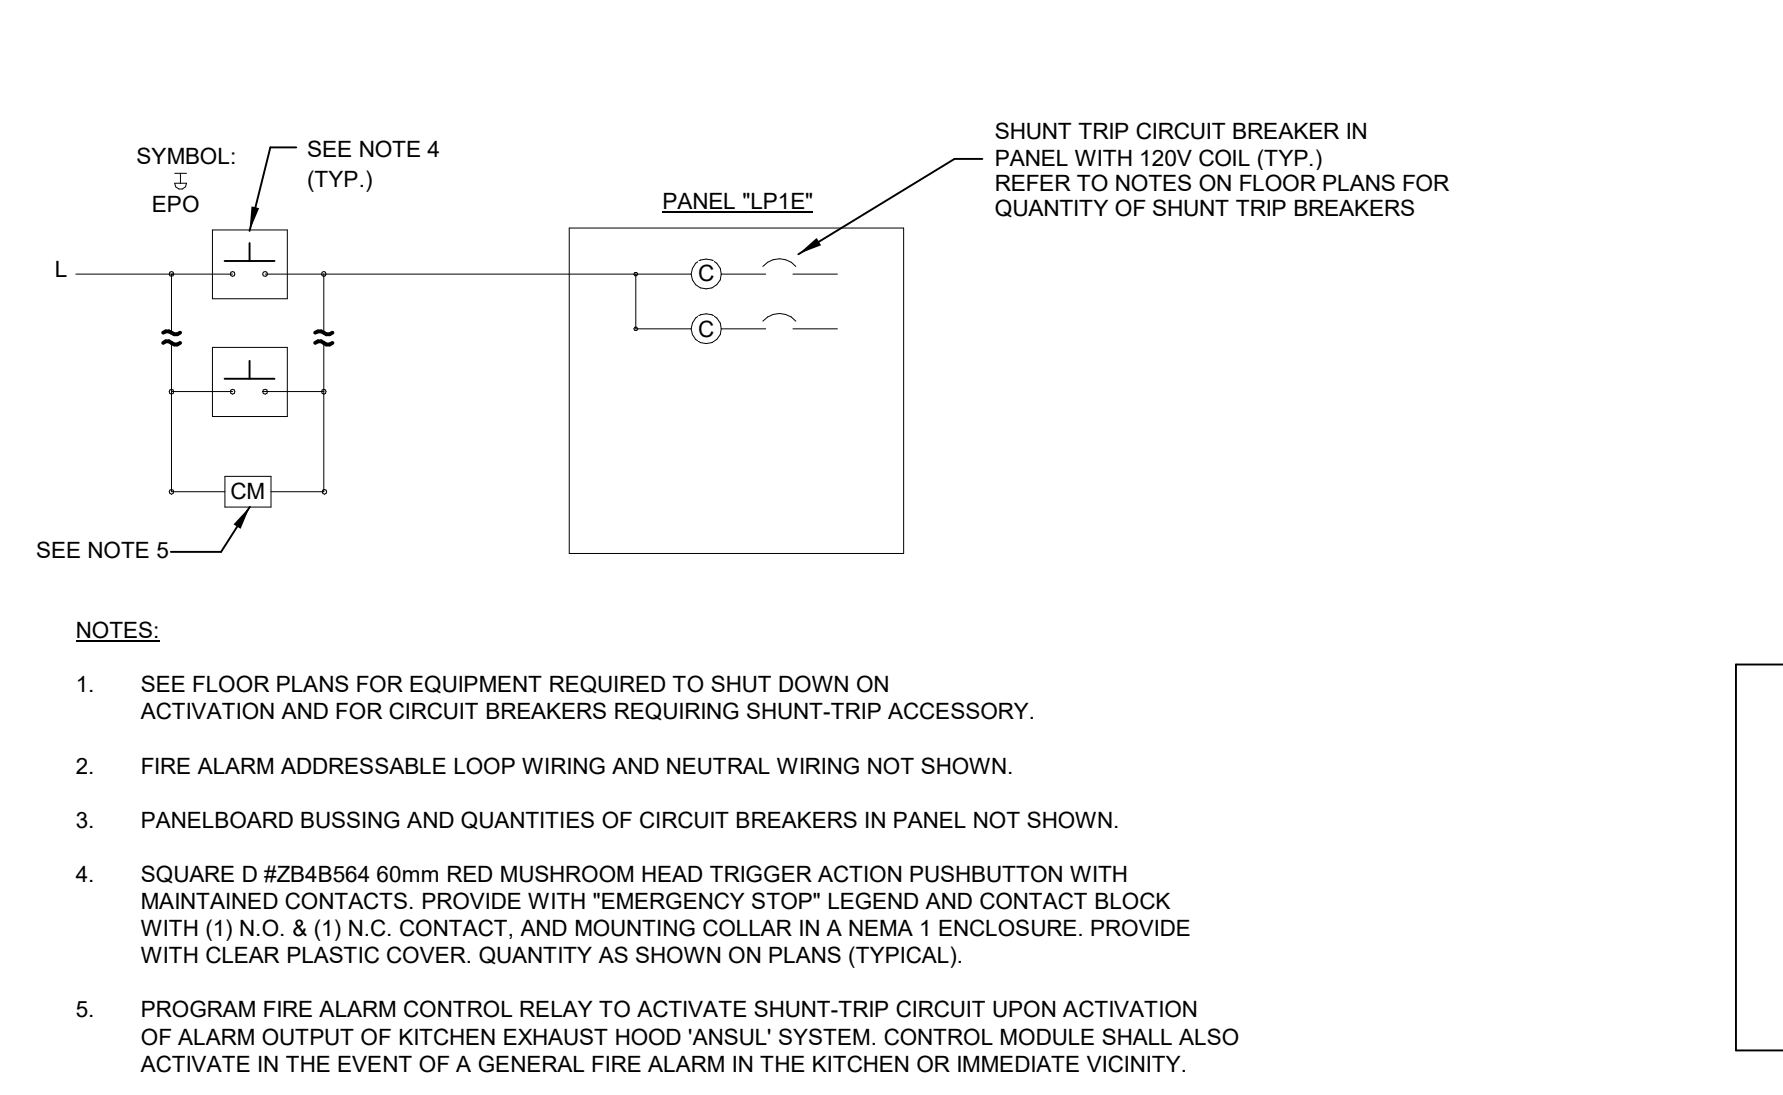 SHUNT TRIP CIRCUIT BREAKER IN
PANEL WITH 120V COIL (TYP.)
REFER TO NOTES ON FLOOR PLANS FOR
QUANTITY OF SHUNT TRIP BREAKERS
SYMBOL:
EPO
SEE NOTE 4
(TYP.)
PANEL "LP1E"
L
C
C
CM
SEE NOTE 5
NOTES:
1. SEE FLOOR PLANS FOR EQUIPMENT REQUIRED TO SHUT DOWN ON
ACTIVATION AND FOR CIRCUIT BREAKERS REQUIRING SHUNT-TRIP ACCESSORY.
2. FIRE ALARM ADDRESSABLE LOOP WIRING AND NEUTRAL WIRING NOT SHOWN.
3. PANELBOARD BUSSING AND QUANTITIES OF CIRCUIT BREAKERS IN PANEL NOT SHOWN.
4. SQUARE D #ZB4B564 60mm RED MUSHROOM HEAD TRIGGER ACTION PUSHBUTTON WITH
MAINTAINED CONTACTS. PROVIDE WITH "EMERGENCY STOP" LEGEND AND CONTACT BLOCK
WITH (1) N.O. & (1) N.C. CONTACT, AND MOUNTING COLLAR IN A NEMA 1 ENCLOSURE. PROVIDE
WITH CLEAR PLASTIC COVER. QUANTITY AS SHOWN ON PLANS (TYPICAL).
5. PROGRAM FIRE ALARM CONTROL RELAY TO ACTIVATE SHUNT-TRIP CIRCUIT UPON ACTIVATION
OF ALARM OUTPUT OF KITCHEN EXHAUST HOOD 'ANSUL' SYSTEM. CONTROL MODULE SHALL ALSO
ACTIVATE IN THE EVENT OF A GENERAL FIRE ALARM IN THE KITCHEN OR IMMEDIATE VICINITY.